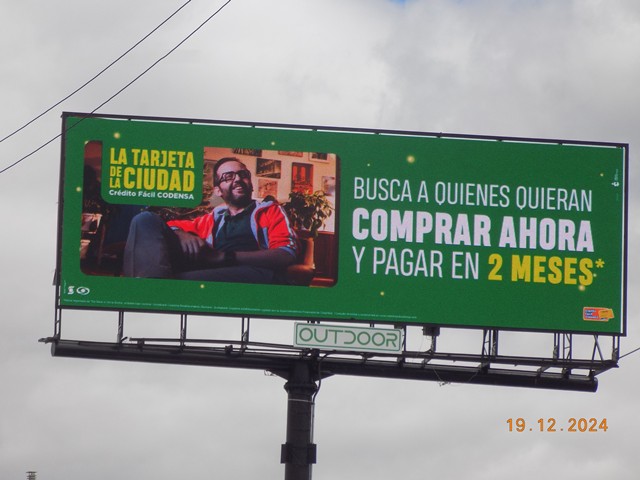 LA TARJETA
DE LA CIUDAD
Crédito Fácil CODENSA
BUSCA A QUIENES QUIERAN
COMPRAR AHORA
Y PAGAR EN 2 MESES*
OUTDOOR
19.12.2024